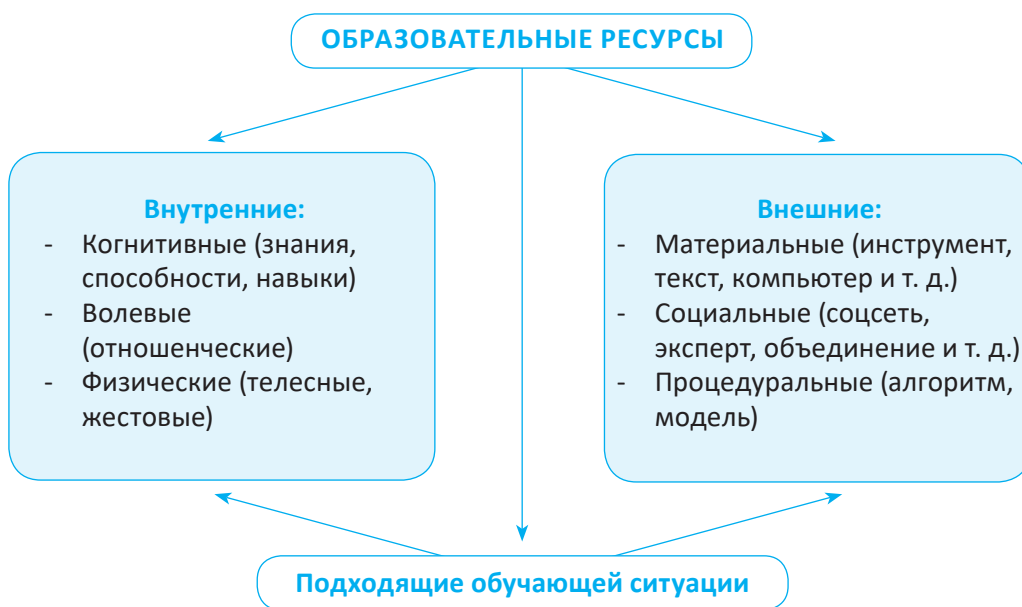 ОБРАЗОВАТЕЛЬНЫЕ РЕСУРСЫ
Внутренние:
- Когнитивные (знания,
способности, навыки)
- Волевые
(отношенческие)
- Физические (телесные,
жестовые)
Внешние:
- Материальные (инструмент,
текст, компьютер и т. д.)
- Социальные (соцсеть,
эксперт, объединение и т. д.)
- Процедуральные (алгоритм,
модель)
Подходящие обучающей ситуации